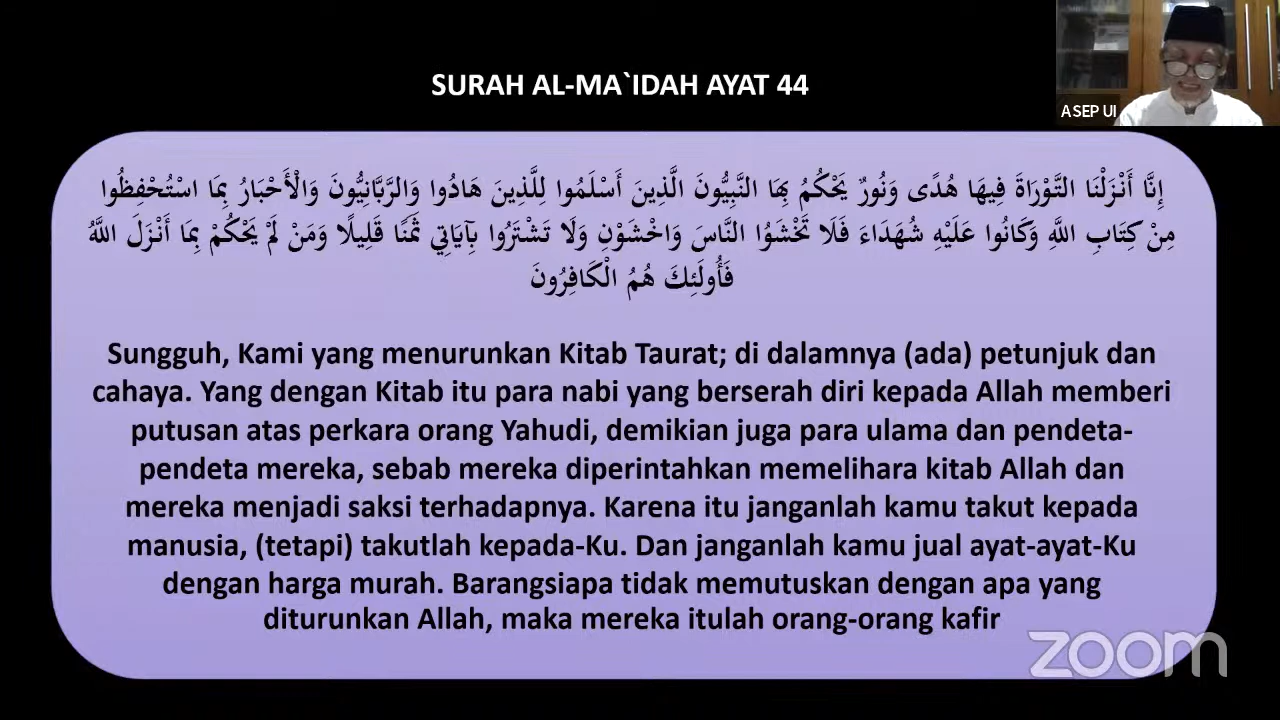 SURAH AL-MA`IDAH AYAT 44
ASEP UI
إِنَّا أَنْزَلْنَا التَّوْرَاةَ فِيهَا هُدًى وَنُورٌ يَحْكُمُ بِهَا النَّبِيُّونَ الَّذِينَ أَسْلَمُوا لِلَّذِينَ هَادُوا وَالرَّبَّانِيُّونَ وَالْأَحْبَارُ بِمَا اسْتُحْفِظُوا
مِنْ كِتَابِ اللَّهِ وَكَانُوا عَلَيْهِ شُهَدَاءَ فَلَا تَخْشَوُا النَّاسَ وَاخْشَوْنِ وَلَا تَشْتَرُوا بِآيَاتِي ثَمَنًا قَلِيلًا وَمَنْ لَمْ يَحْكُمْ بِمَا أَنْزَلَ اللَّهُ
فَأُولَئِكَ هُمُ الْكَافِرُونَ
Sungguh, Kami yang menurunkan Kitab Taurat; di dalamnya (ada) petunjuk dan
cahaya. Yang dengan Kitab itu para nabi yang berserah diri kepada Allah memberi
putusan atas perkara orang Yahudi, demikian juga para ulama dan pendeta-
pendeta mereka, sebab mereka diperintahkan memelihara kitab Allah dan
mereka menjadi saksi terhadapnya. Karena itu janganlah kamu takut kepada
manusia, (tetapi) takutlah kepada-Ku. Dan janganlah kamu jual ayat-ayat-Ku
dengan harga murah. Barangsiapa tidak memutuskan dengan apa yang
diturunkan Allah, maka mereka itulah orang-orang kafir
zoom